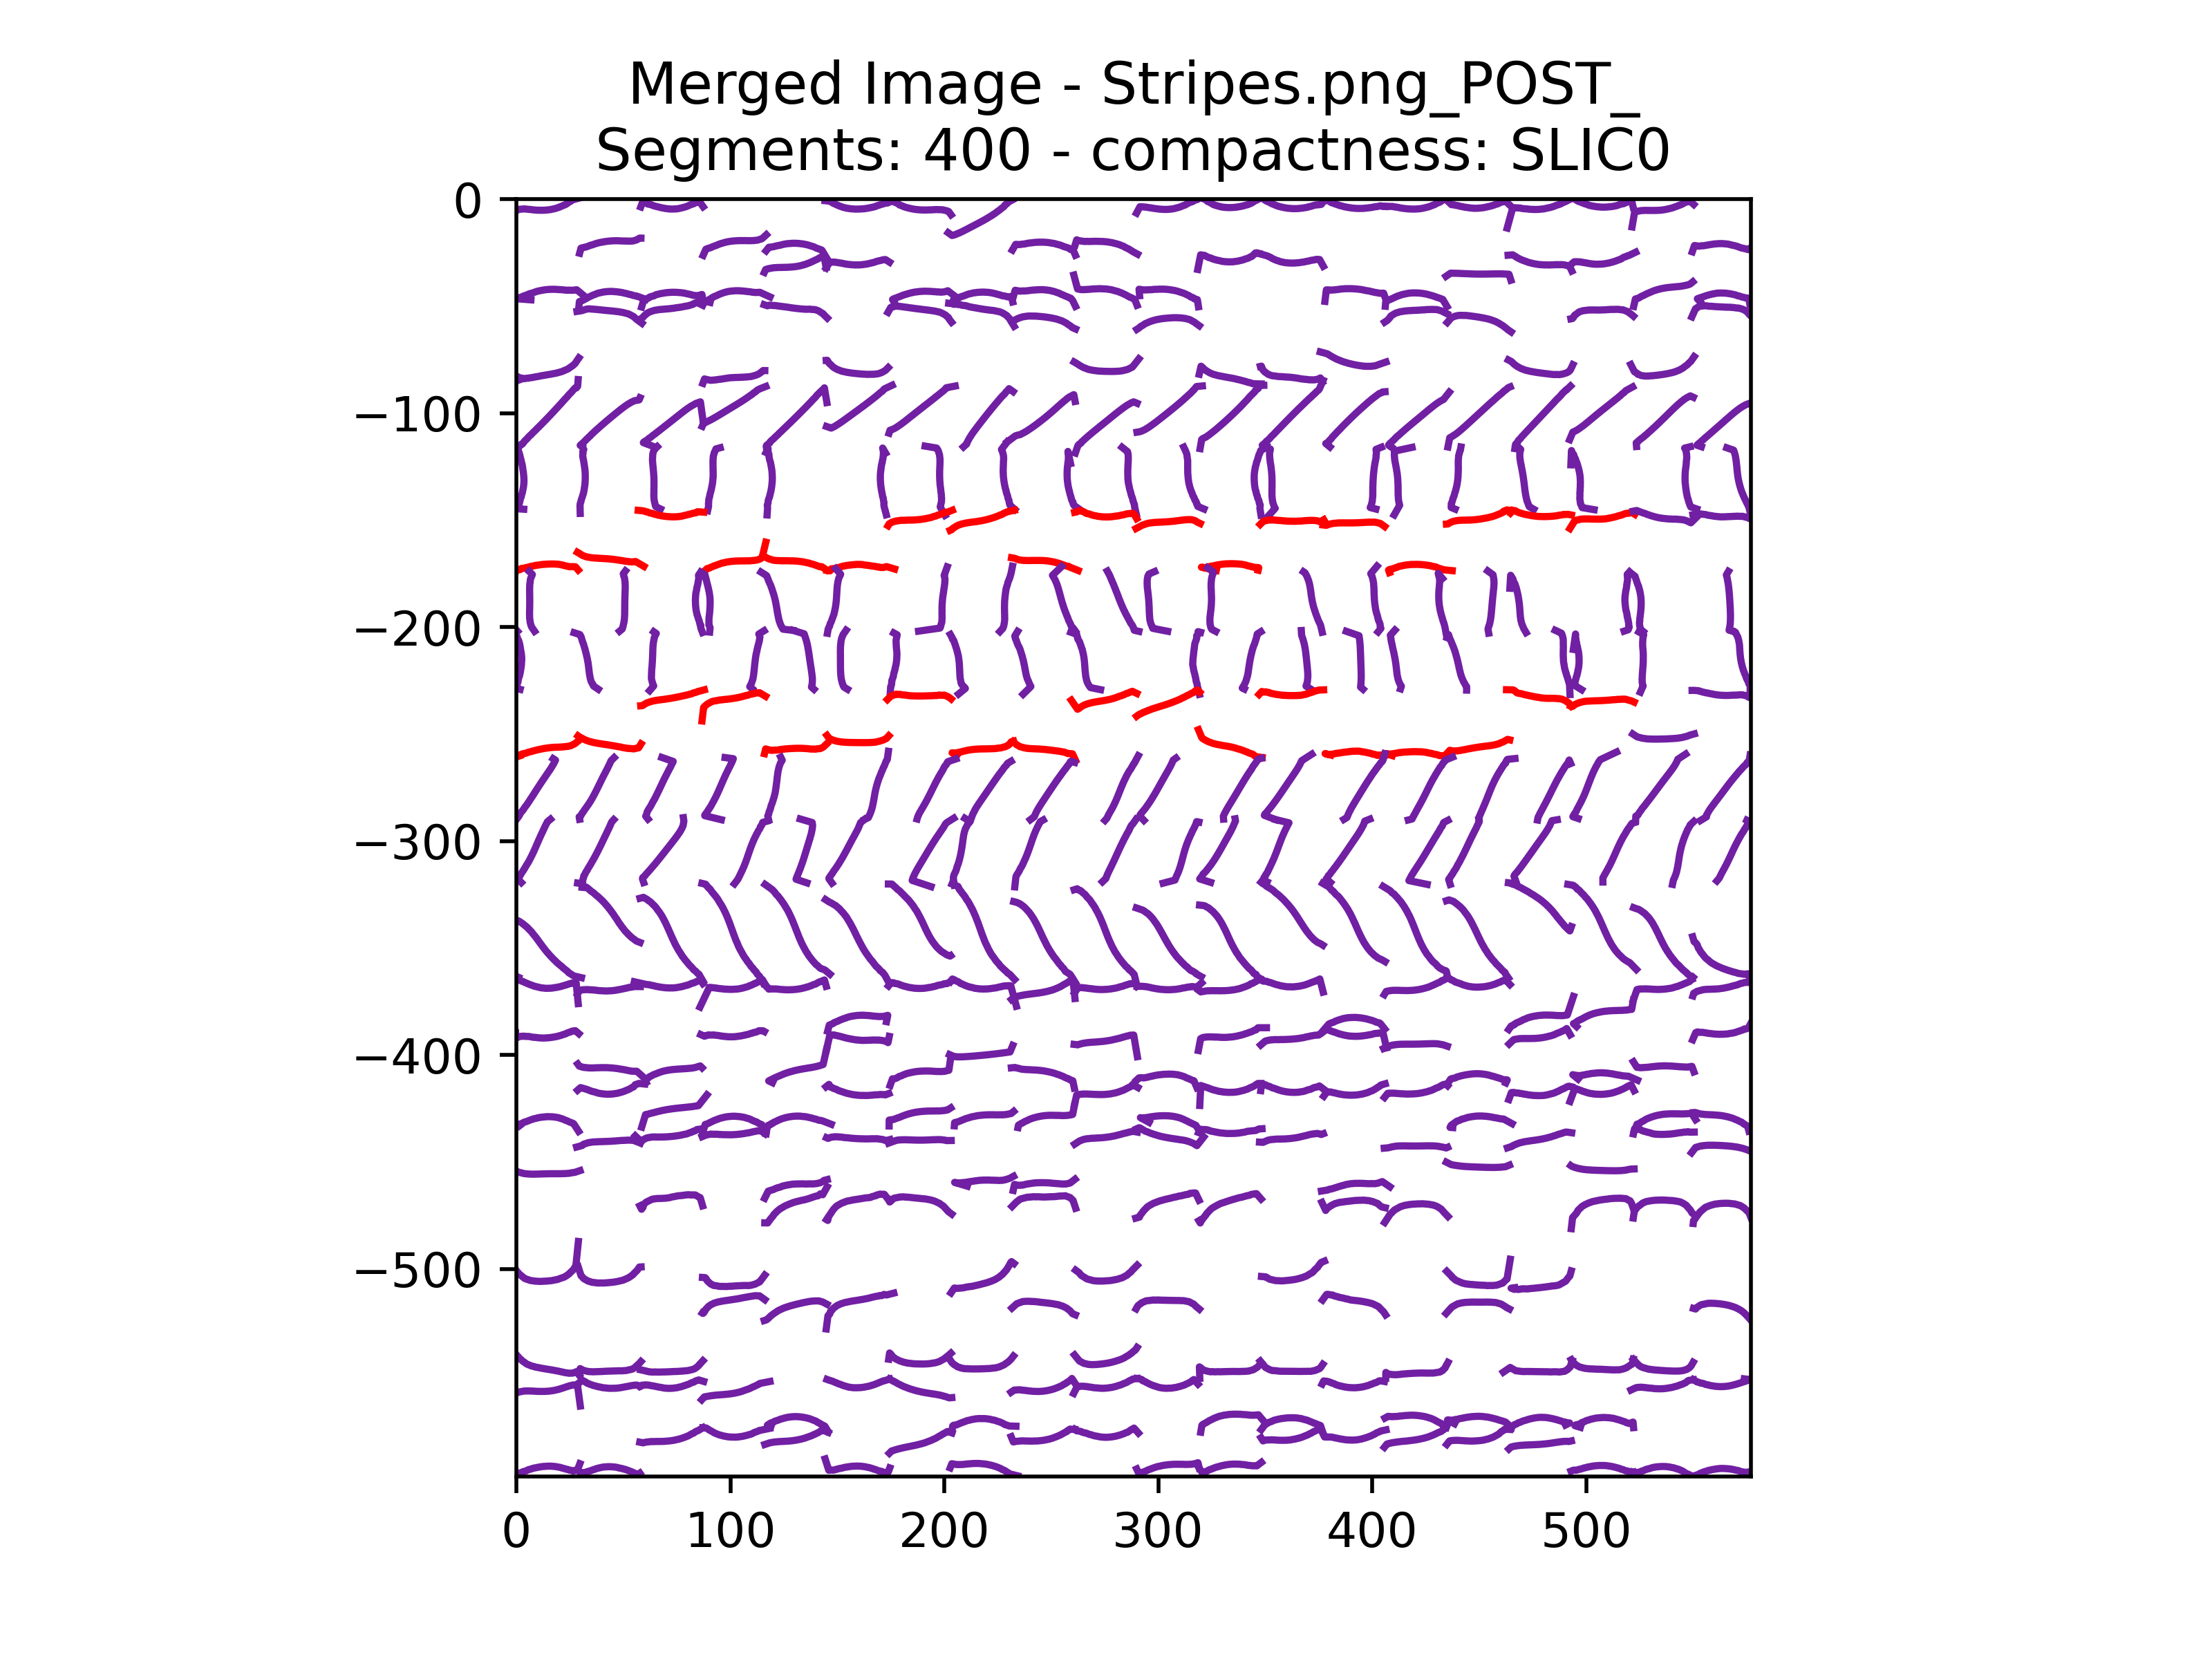 Merged Image - Stripes.png_POST_
Segments: 400 - compactness: SLIC0
0
−100
−200
−300
−400
−500
0 100 200 300 400 500